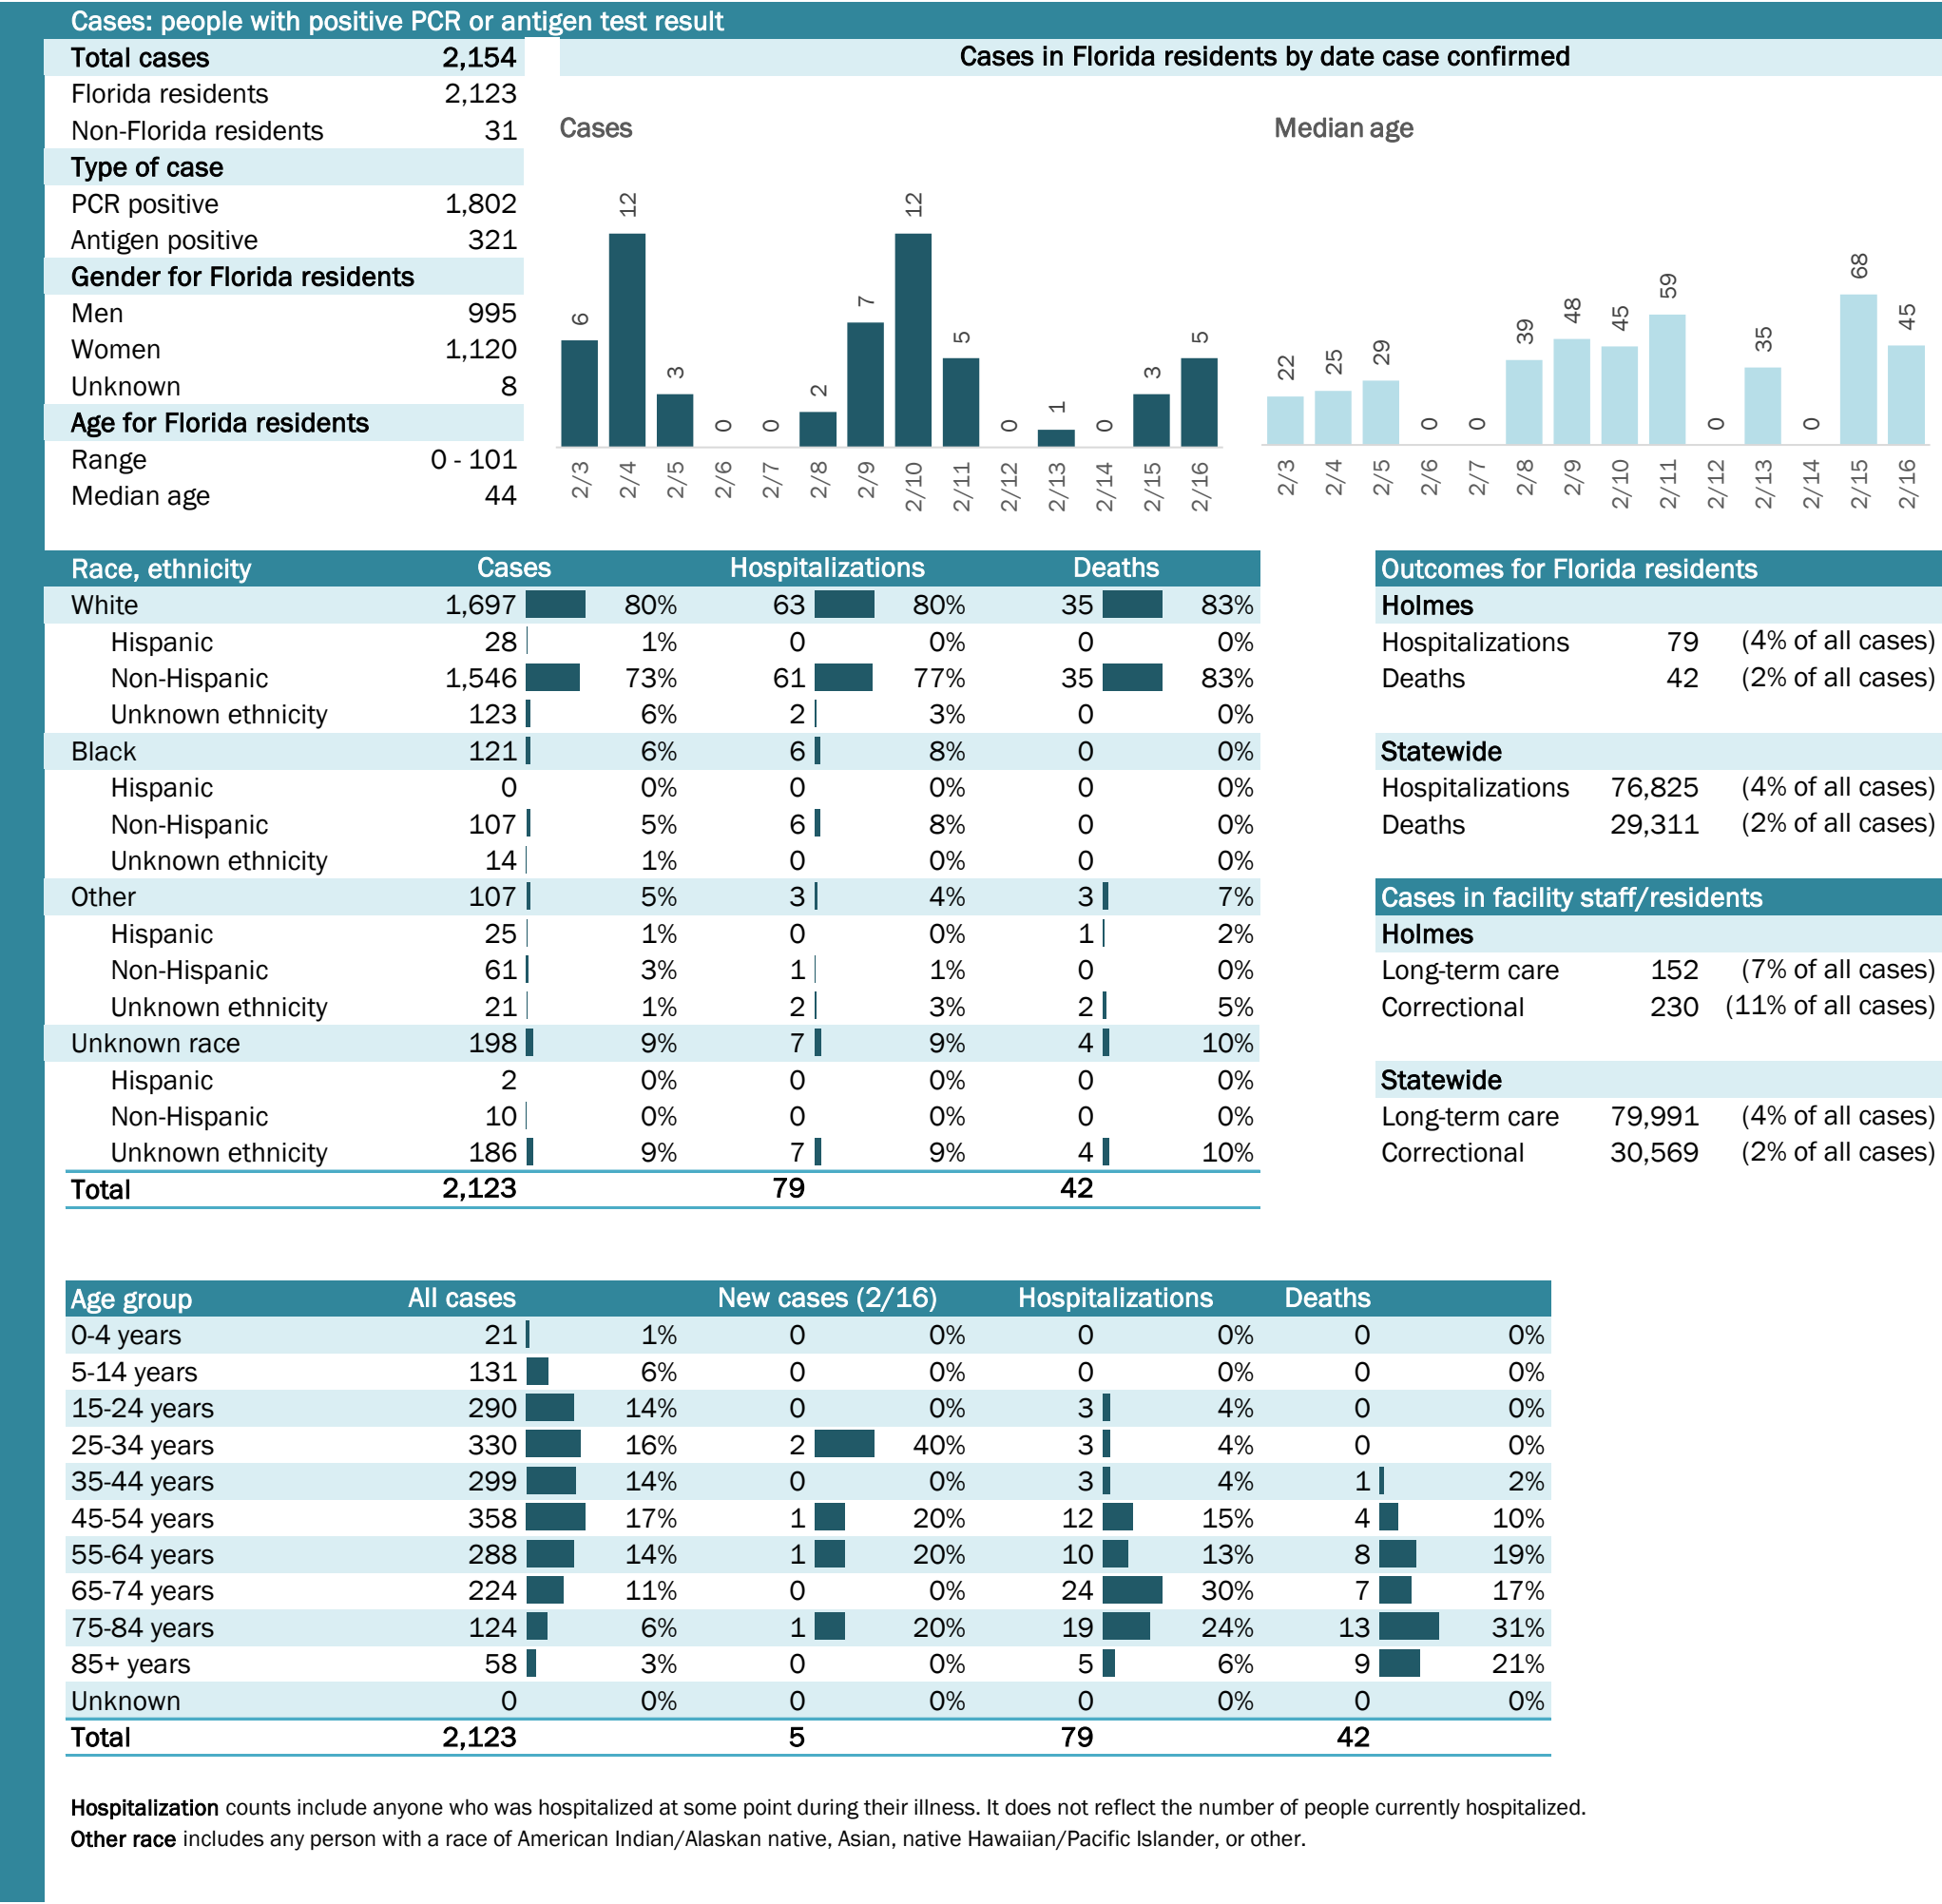 Cases: people with positive PCR or antigen test result
Total cases 2,154
Florida residents 2,123
Non-Florida residents 31
Type of case
PCR positive 1,802
Antigen positive 321
Gender for Florida residents
Men 995
Women 1,120
Unknown 8
Age for Florida residents
Range 0 - 101
Median age 44
Cases in Florida residents by date case confirmed
Cases
6 12 3 0 0 2 7 12 5 0 1 0 3 5
2/3 2/4 2/5 2/6 2/7 2/8 2/9 2/10 2/11 2/12 2/13 2/14 2/15 2/16
Median age
22 25 29 0 0 39 48 45 59 0 35 0 68 45
2/3 2/4 2/5 2/6 2/7 2/8 2/9 2/10 2/11 2/12 2/13 2/14 2/15 2/16
Race, ethnicity Cases Hospitalizations Deaths
White 1,697 80% 63 80% 35 83%
Hispanic 28 1% 0 0% 0 0%
Non-Hispanic 1,546 73% 61 77% 35 83%
Unknown ethnicity 123 6% 2 3% 0 0%
Black 121 6% 6 8% 0 0%
Hispanic 0 0% 0 0% 0 0%
Non-Hispanic 107 5% 6 8% 0 0%
Unknown ethnicity 14 1% 0 0% 0 0%
Other 107 5% 3 4% 3 7%
Hispanic 25 1% 0 0% 1 2%
Non-Hispanic 61 3% 1 1% 0 0%
Unknown ethnicity 21 1% 2 3% 2 5%
Unknown race 198 9% 7 9% 4 10%
Hispanic 2 0% 0 0% 0 0%
Non-Hispanic 10 0% 0 0% 0 0%
Unknown ethnicity 186 9% 7 9% 4 10%
Total 2,123 79 42
Outcomes for Florida residents
Holmes
Hospitalizations 79 (4% of all cases)
Deaths 42 (2% of all cases)
Statewide
Hospitalizations 76,825 (4% of all cases)
Deaths 29,311 (2% of all cases)
Cases in facility staff/residents
Holmes
Long-term care 152 (7% of all cases)
Correctional 230 (11% of all cases)
Statewide
Long-term care 79,991 (4% of all cases)
Correctional 30,569 (2% of all cases)
Age group All cases New cases (2/16) Hospitalizations Deaths
0-4 years 21 1% 0 0% 0 0% 0 0%
5-14 years 131 6% 0 0% 0 0% 0 0%
15-24 years 290 14% 0 0% 3 4% 0 0%
25-34 years 330 16% 2 40% 3 4% 0 0%
35-44 years 299 14% 0 0% 3 4% 1 2%
45-54 years 358 17% 1 20% 12 15% 4 10%
55-64 years 288 14% 1 20% 10 13% 8 19%
65-74 years 224 11% 0 0% 24 30% 7 17%
75-84 years 124 6% 1 20% 19 24% 13 31%
85+ years 58 3% 0 0% 5 6% 9 21%
Unknown 0 0% 0 0% 0 0% 0 0%
Total 2,123 5 79 42
Hospitalization counts include anyone who was hospitalized at some point during their illness. It does not reflect the number of people currently hospitalized.
Other race includes any person with a race of American Indian/Alaskan native, Asian, native Hawaiian/Pacific Islander, or other.